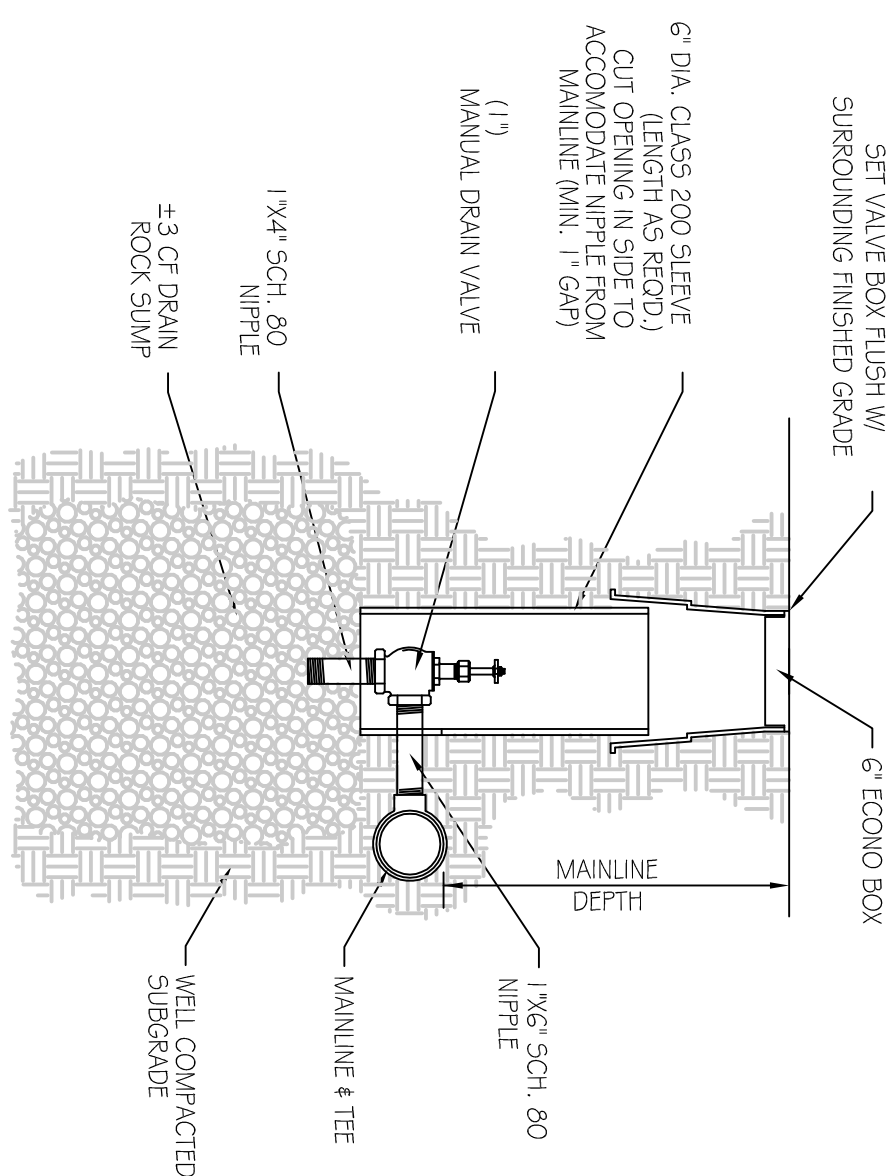 SET VALVE BOX FLUSH W/
SURROUNDING FINISHED GRADE
6" DIA. CLASS 200 SLEEVE
(LENGTH AS REQ'D.)
CUT OPENING IN SIDE TO
ACCOMODATE NIPPLE FROM
MAINLINE (MIN. 1" GAP)
(1")
MANUAL DRAIN VALVE
1"X4" SCH. 80
NIPPLE
±3 CF DRAIN
ROCK SUMP
6" ECONO BOX
MAINLINE
DEPTH
1"X6" SCH. 80
NIPPLE
MAINLINE & TEE
WELL COMPACTED
SUBGRADE